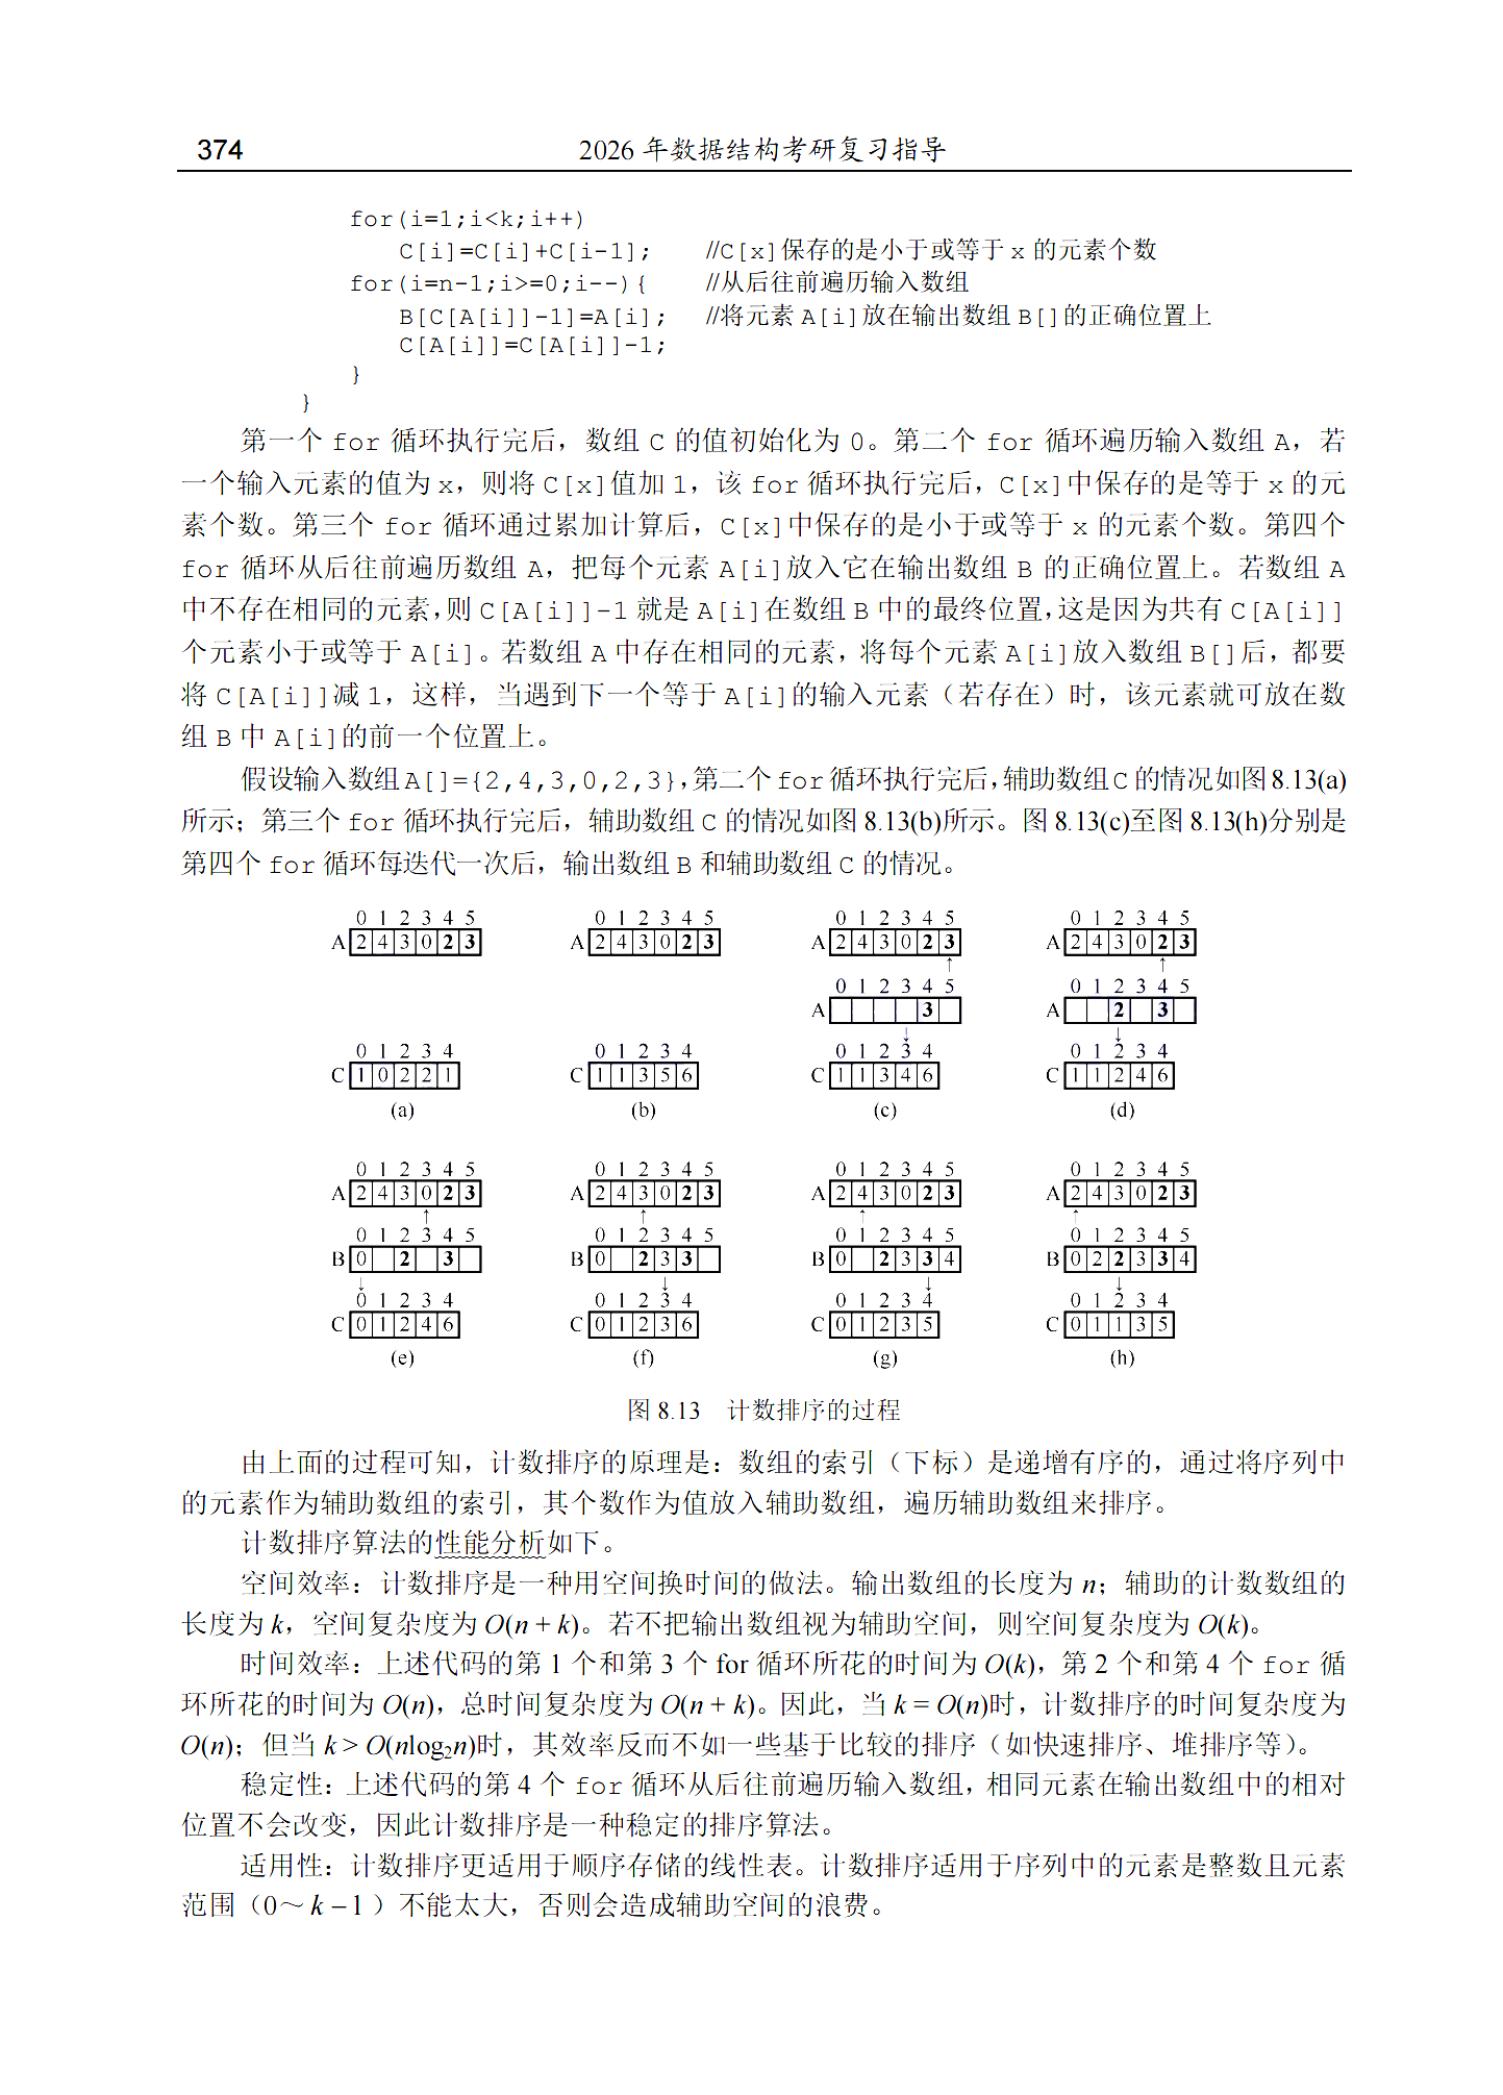 374 2026 年数据结构考研复习指导
for(i=1;i<k;i++)
C[i]=C[i]+C[i-1]; //C[x]保存的是小于或等于 x 的元素个数
for(i=n-1;i>=0;i--){ //从后往前遍历输入数组
B[C[A[i]]-1]=A[i]; //将元素 A[i]放在输出数组 B[]的正确位置上
C[A[i]]=C[A[i]]-1;
}
}
第一个 for 循环执行完后，数组 C 的值初始化为 0。第二个 for 循环遍历输入数组 A，若
一个输入元素的值为 x，则将 C[x]值加 1，该 for 循环执行完后，C[x]中保存的是等于 x 的元
素个数。第三个 for 循环通过累加计算后，C[x]中保存的是小于或等于 x 的元素个数。第四个
for 循环从后往前遍历数组 A，把每个元素 A[i]放入它在输出数组 B 的正确位置上。若数组 A
中不存在相同的元素，则 C[A[i]]-1 就是 A[i]在数组 B 中的最终位置，这是因为共有 C[A[i]]
个元素小于或等于 A[i]。若数组 A 中存在相同的元素，将每个元素 A[i]放入数组 B[]后，都要
将 C[A[i]]减 1，这样，当遇到下一个等于 A[i]的输入元素（若存在）时，该元素就可放在数
组 B 中 A[i]的前一个位置上。
假设输入数组 A[]={2,4,3,0,2,3}，第二个 for 循环执行完后，辅助数组 C 的情况如图 8.13(a)
所示；第三个 for 循环执行完后，辅助数组 C 的情况如图 8.13(b)所示。图 8.13(c)至图 8.13(h)分别是
第四个 for 循环每迭代一次后，输出数组 B 和辅助数组 C 的情况。
0 1 2 3 4 5 0 1 2 3 4 5 0 1 2 3 4 5 0 1 2 3 4 5
A 2 4 3 0 2 3 A 2 4 3 0 2 3 A 2 4 3 0 2 3 A 2 4 3 0 2 3
↑ ↑
0 1 2 3 4 5 0 1 2 3 4 5
A 3 A 2 3
↓ ↓
0 1 2 3 4 0 1 2 3 4 0 1 2 3 4 0 1 2 3 4
C 1 0 2 2 1 C 1 1 3 5 6 C 1 1 3 4 6 C 1 1 2 4 6
(a) (b) (c) (d)
0 1 2 3 4 5 0 1 2 3 4 5 0 1 2 3 4 5 0 1 2 3 4 5
A 2 4 3 0 2 3 A 2 4 3 0 2 3 A 2 4 3 0 2 3 A 2 4 3 0 2 3
↑ ↑ ↑ ↑
0 1 2 3 4 5 0 1 2 3 4 5 0 1 2 3 4 5 0 1 2 3 4 5
B 0 2 3 B 0 2 3 3 B 0 2 3 3 4 B 0 2 2 3 3 4
↓ ↓ ↓ ↓
0 1 2 3 4 0 1 2 3 4 0 1 2 3 4 0 1 2 3 4
C 0 1 2 4 6 C 0 1 2 3 6 C 0 1 2 3 5 C 0 1 1 3 5
(e) (f) (g) (h)
图 8.13 计数排序的过程
由上面的过程可知，计数排序的原理是：数组的索引（下标）是递增有序的，通过将序列中
的元素作为辅助数组的索引，其个数作为值放入辅助数组，遍历辅助数组来排序。
计数排序算法的性能分析如下。
空间效率：计数排序是一种用空间换时间的做法。输出数组的长度为 n；辅助的计数数组的
长度为 k，空间复杂度为 O(n + k)。若不把输出数组视为辅助空间，则空间复杂度为 O(k)。
时间效率：上述代码的第 1 个和第 3 个 for 循环所花的时间为 O(k)，第 2 个和第 4 个 for 循
环所花的时间为 O(n)，总时间复杂度为 O(n + k)。因此，当 k = O(n)时，计数排序的时间复杂度为
O(n)；但当 k > O(nlog₂n)时，其效率反而不如一些基于比较的排序（如快速排序、堆排序等）。
稳定性：上述代码的第 4 个 for 循环从后往前遍历输入数组，相同元素在输出数组中的相对
位置不会改变，因此计数排序是一种稳定的排序算法。
适用性：计数排序更适用于顺序存储的线性表。计数排序适用于序列中的元素是整数且元素
范围（0～k－1）不能太大，否则会造成辅助空间的浪费。